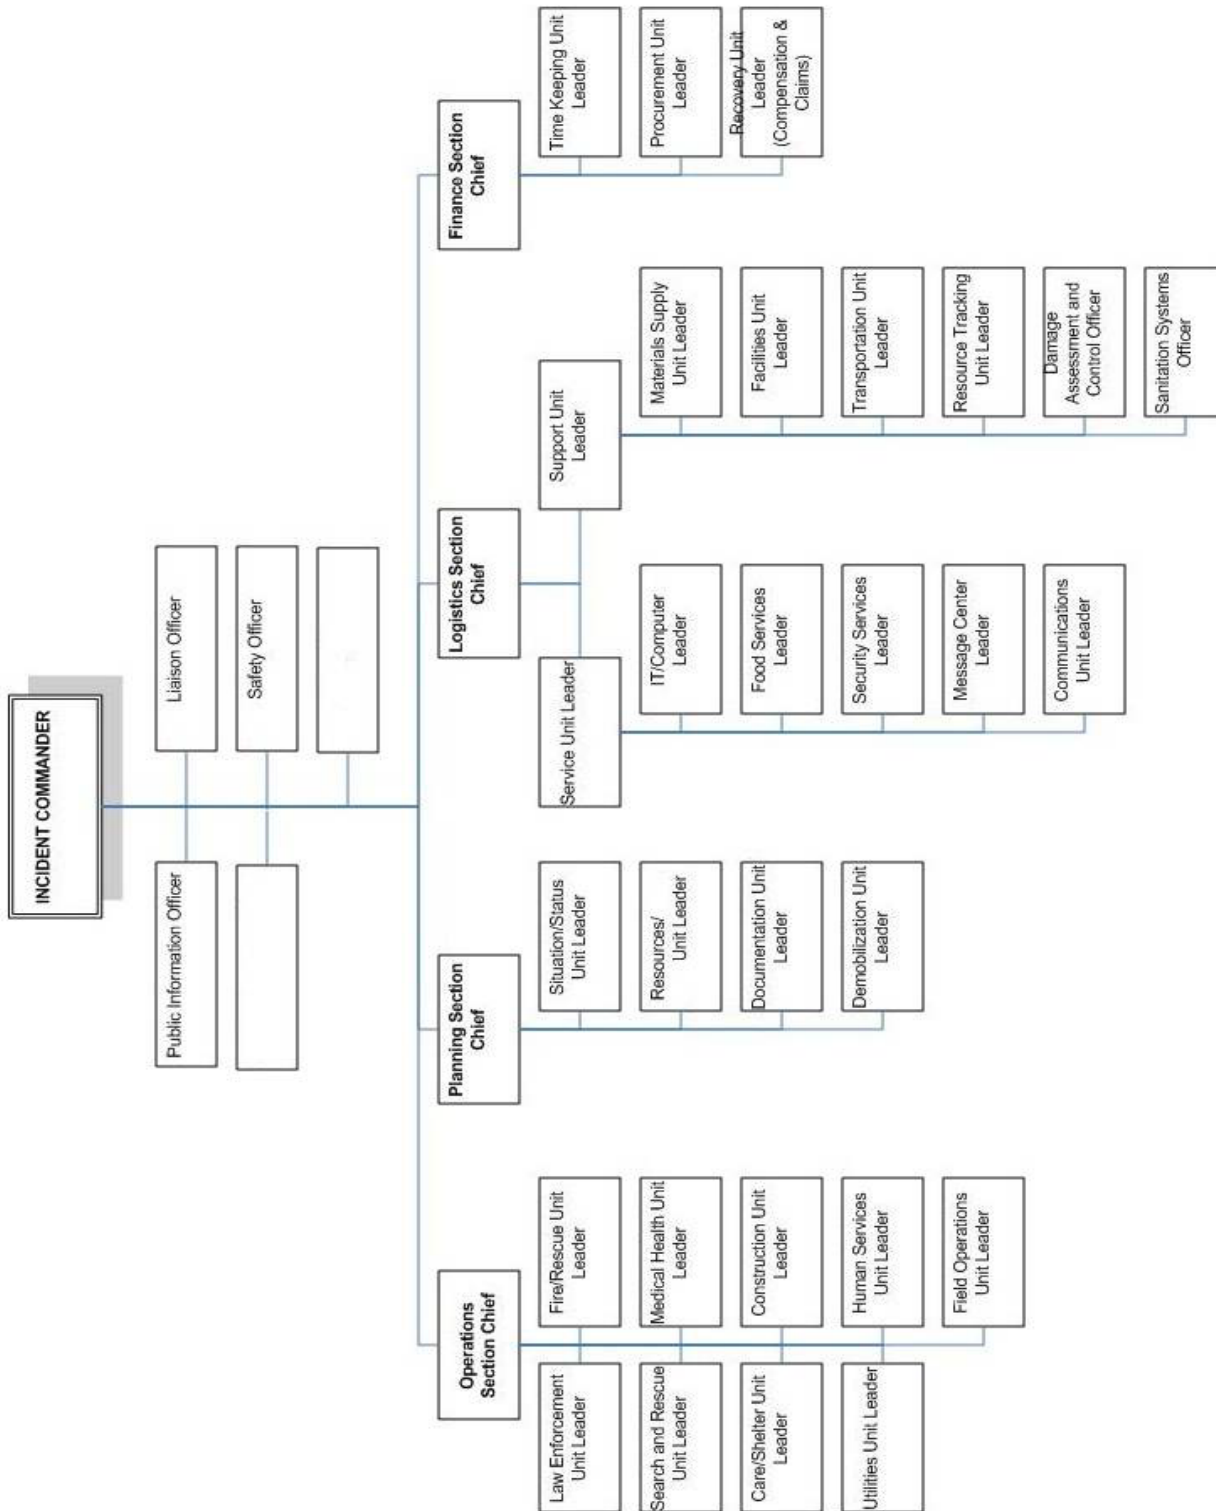 INCIDENT COMMANDER
Public Information Officer
Liaison Officer
Safety Officer
Operations
Section Chief
Planning Section
Chief
Logistics Section
Chief
Finance Section
Chief
Law Enforcement
Unit Leader
Fire/Rescue Unit
Leader
Search and Rescue
Unit Leader
Medical Health Unit
Leader
Care/Shelter Unit
Leader
Construction Unit
Leader
Utilities Unit Leader
Human Services
Unit Leader
Field Operations
Unit Leader
Situation/Status
Unit Leader
Resources/
Unit Leader
Documentation Unit
Leader
Demobilization Unit
Leader
Service Unit Leader
IT/Computer
Leader
Food Services
Leader
Security Services
Leader
Message Center
Leader
Communications
Unit Leader
Support Unit
Leader
Materials Supply
Unit Leader
Facilities Unit
Leader
Transportation Unit
Leader
Resource Tracking
Unit Leader
Damage
Assessment and
Control Officer
Sanitation Systems
Officer
Time Keeping Unit
Leader
Procurement Unit
Leader
Recovery Unit
Leader
(Compensation &
Claims)